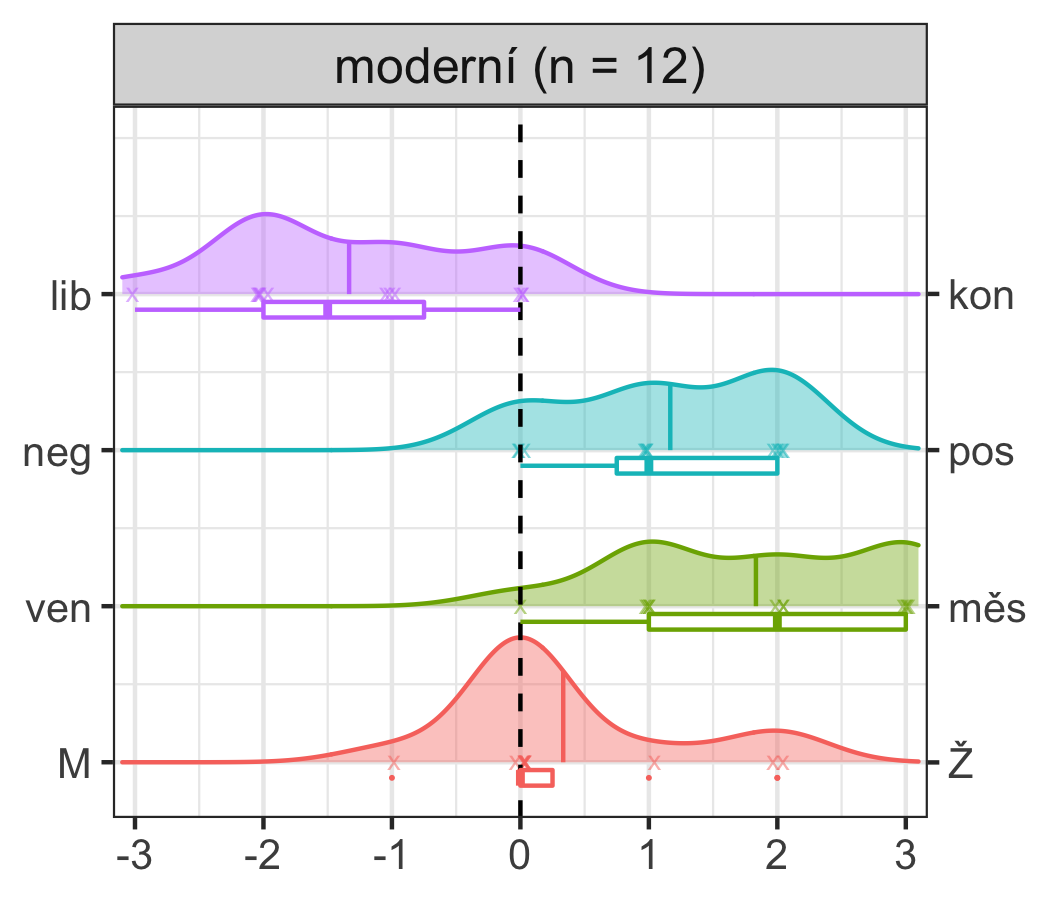 moderní (n = 12)
lib kon
neg pos
ven měs
M Ž
-3 -2 -1 0 1 2 3